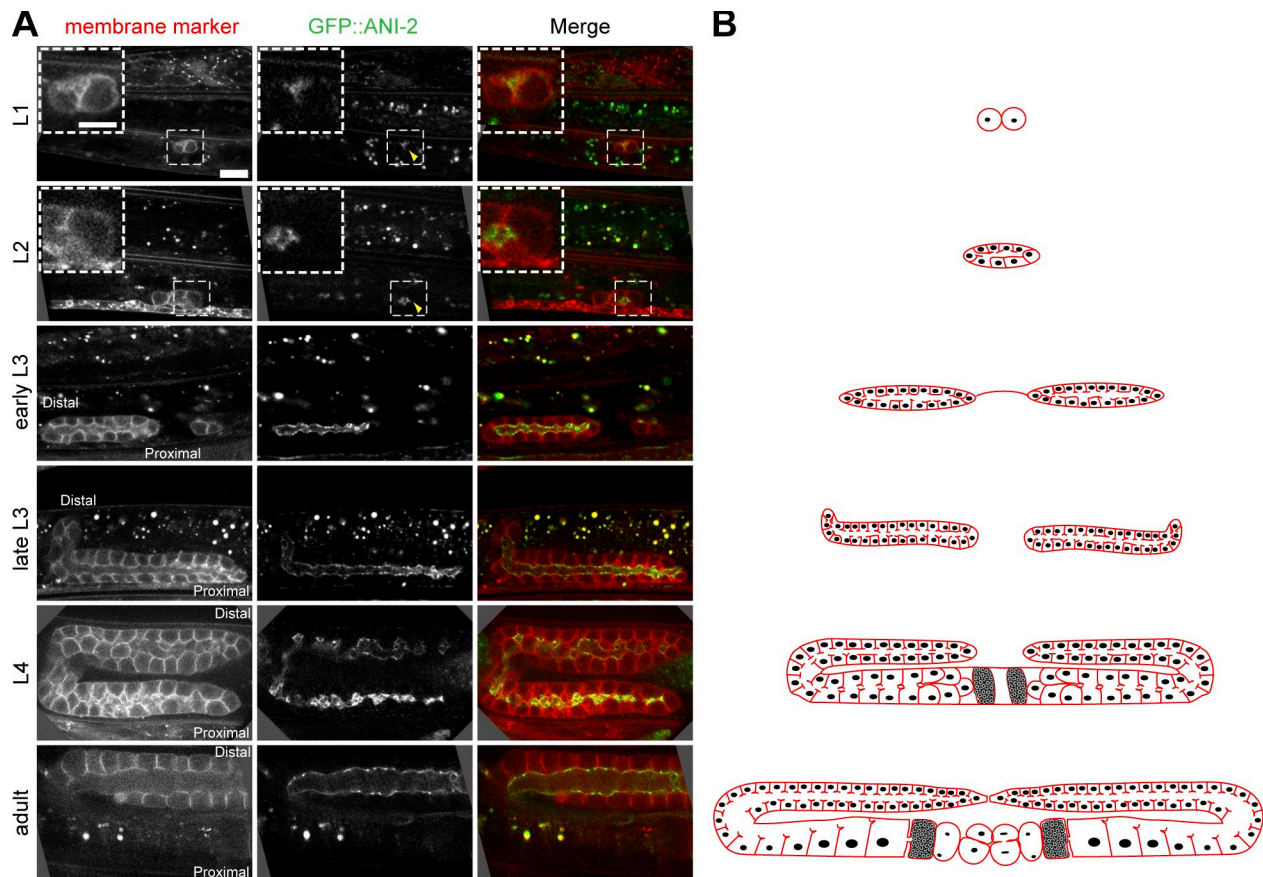 A
membrane marker
GFP::ANI-2
Merge
B
L1
L2
early L3
Distal
Proximal
late L3
Distal
Proximal
L4
Distal
Proximal
adult
Distal
Proximal